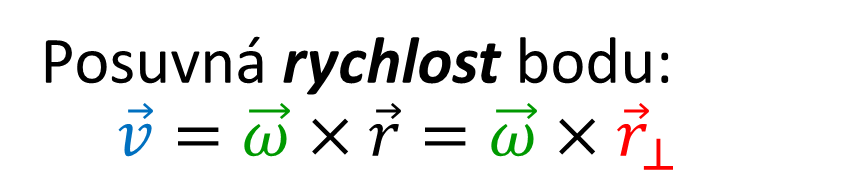 Posuvná rychlost bodu:
v⃗ = ω⃗ × r⃗ = ω⃗ × r⃗⊥